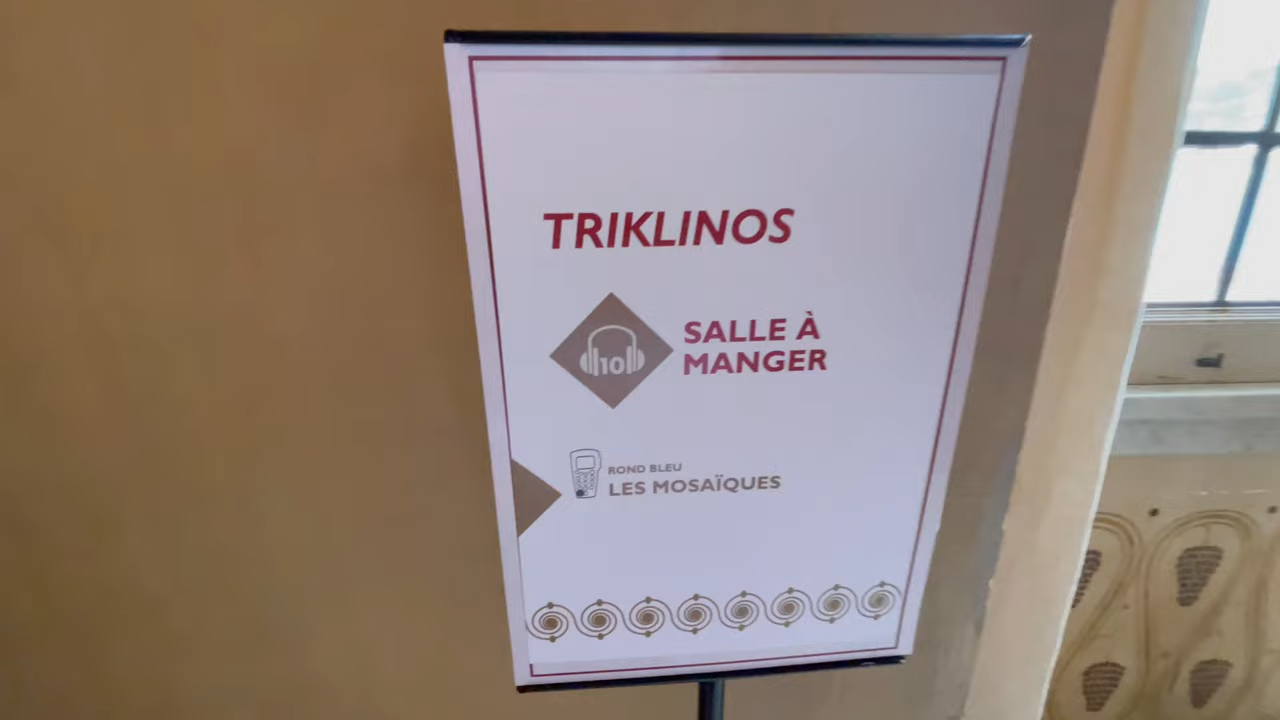 TRIKLINOS
10
SALLE À
MANGER
ROND BLEU
LES MOSAÏQUES